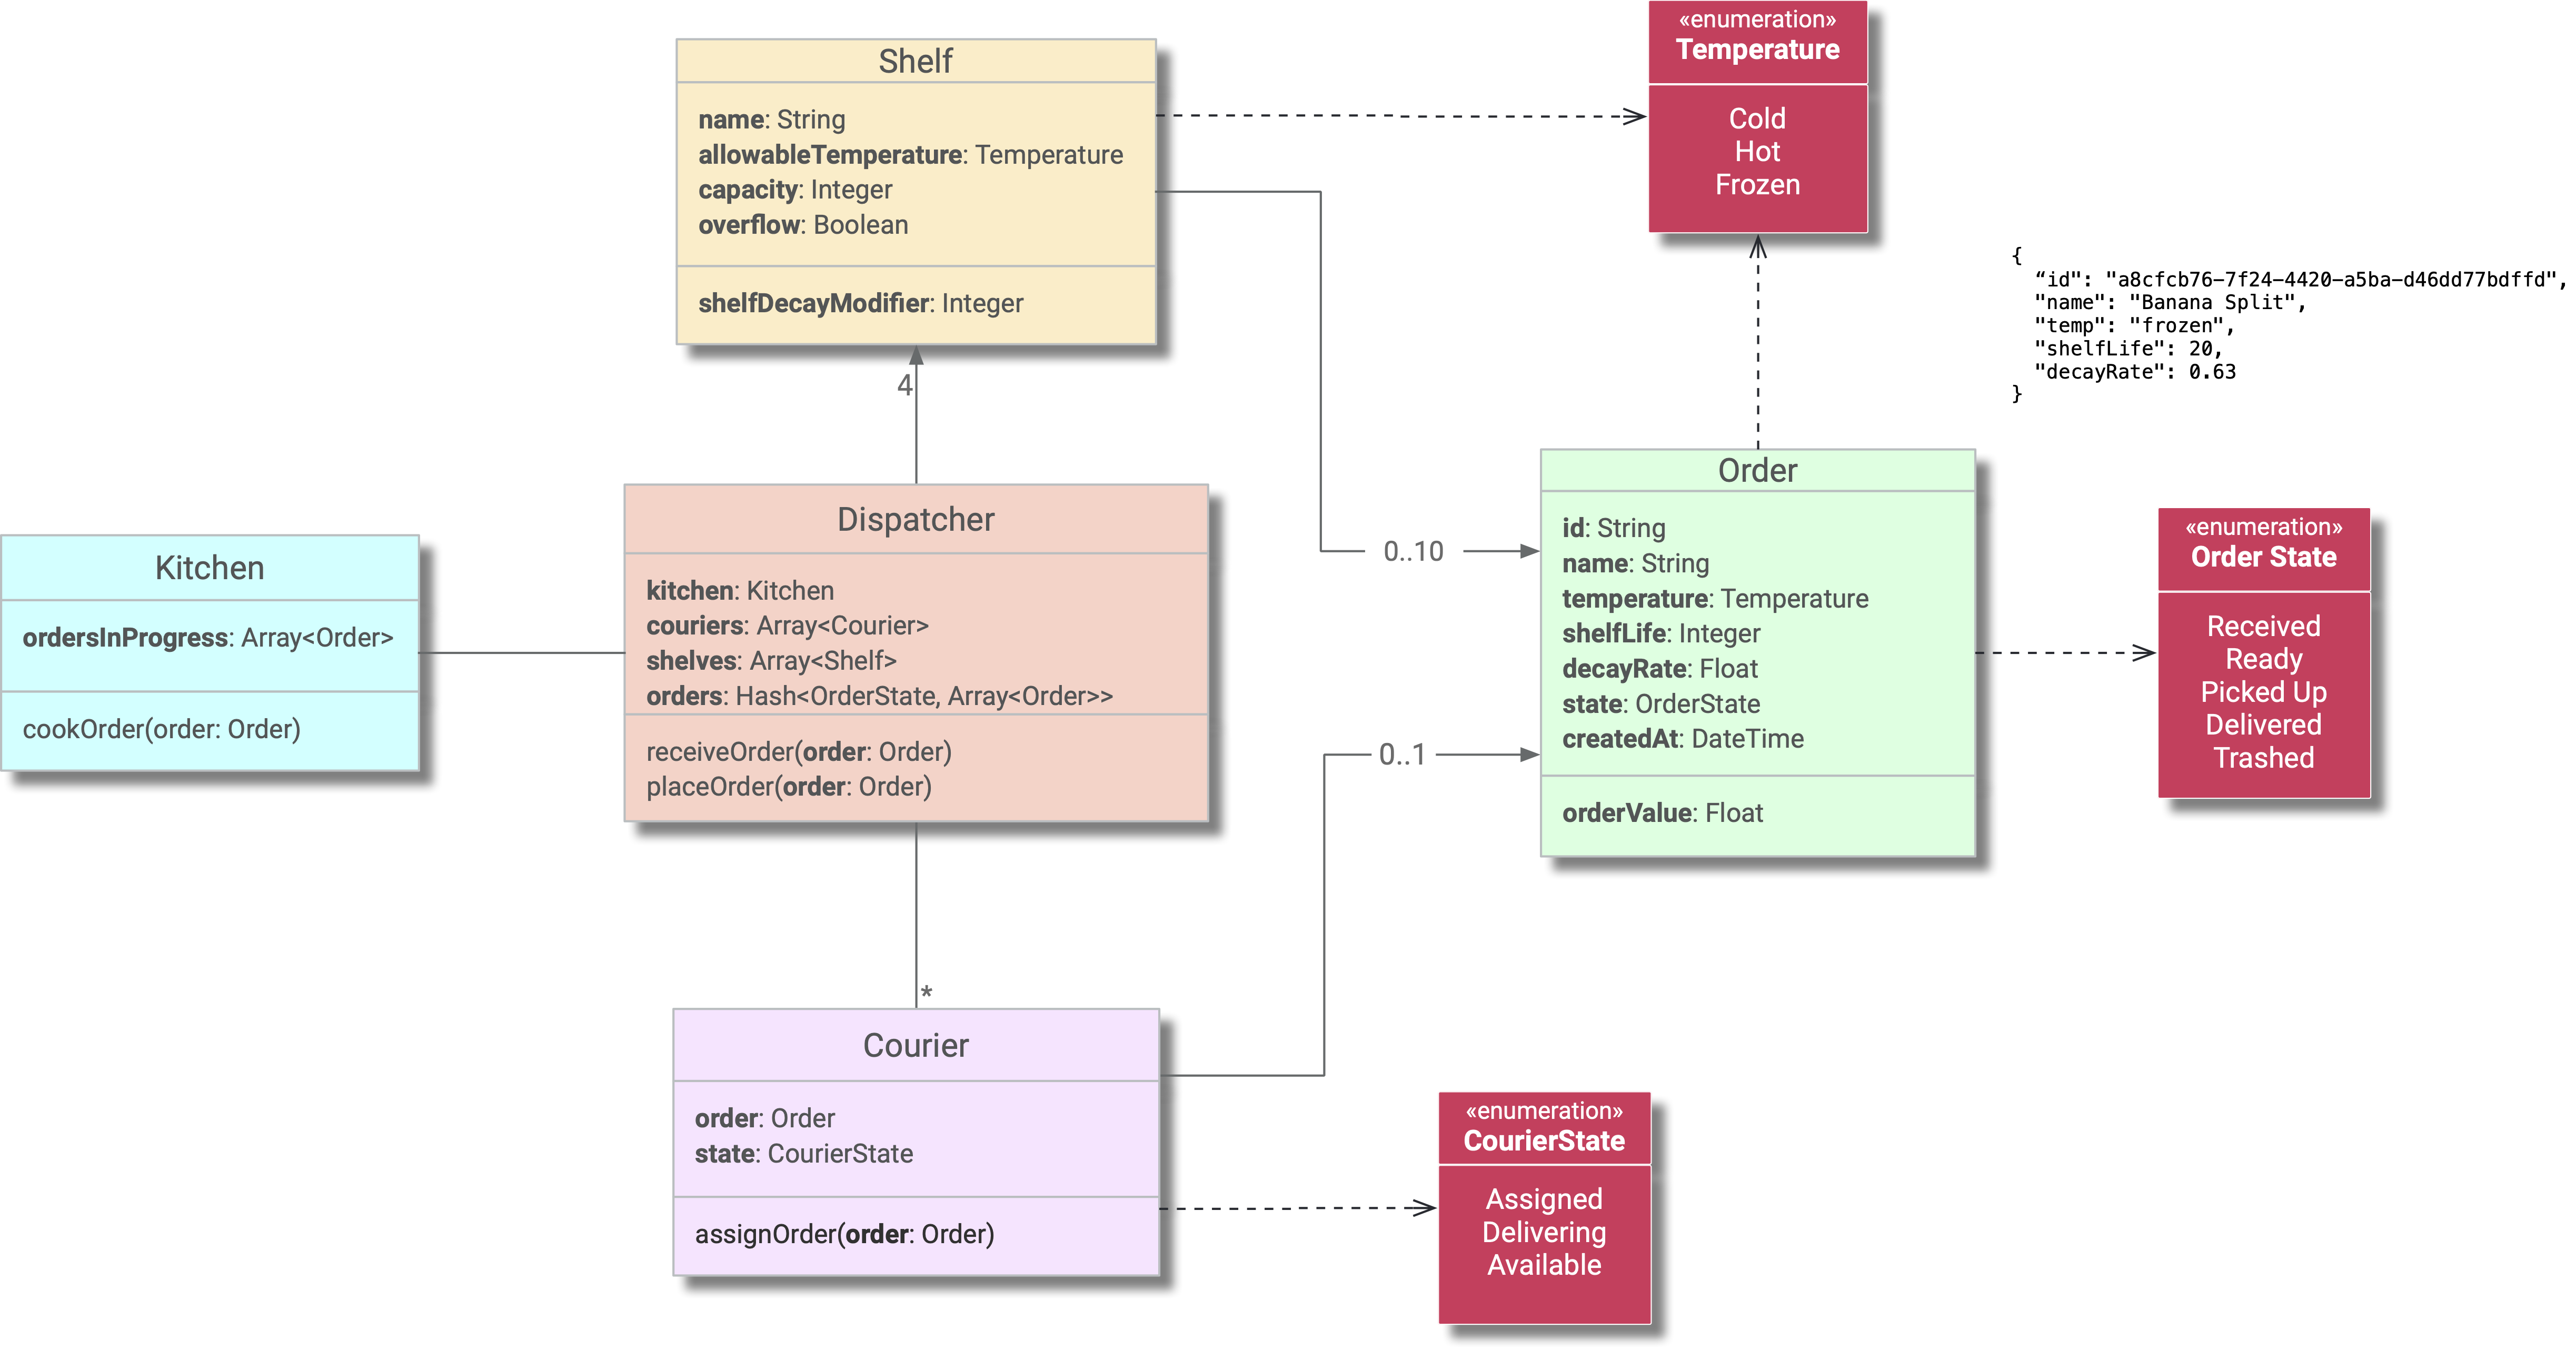 Shelf
name: String
allowableTemperature: Temperature
capacity: Integer
overflow: Boolean
shelfDecayModifier: Integer
«enumeration»
Temperature
Cold
Hot
Frozen
{
“id": "a8cfcb76-7f24-4420-a5ba-d46dd77bdffd",
"name": "Banana Split",
"temp": "frozen",
"shelfLife": 20,
"decayRate": 0.63
}
4
Kitchen
ordersInProgress: Array<Order>
cookOrder(order: Order)
Dispatcher
kitchen: Kitchen
couriers: Array<Courier>
shelves: Array<Shelf>
orders: Hash<OrderState, Array<Order>>
receiveOrder(order: Order)
placeOrder(order: Order)
0..10
0..1
Order
id: String
name: String
temperature: Temperature
shelfLife: Integer
decayRate: Float
state: OrderState
createdAt: DateTime
orderValue: Float
«enumeration»
Order State
Received
Ready
Picked Up
Delivered
Trashed
*
Courier
order: Order
state: CourierState
assignOrder(order: Order)
«enumeration»
CourierState
Assigned
Delivering
Available